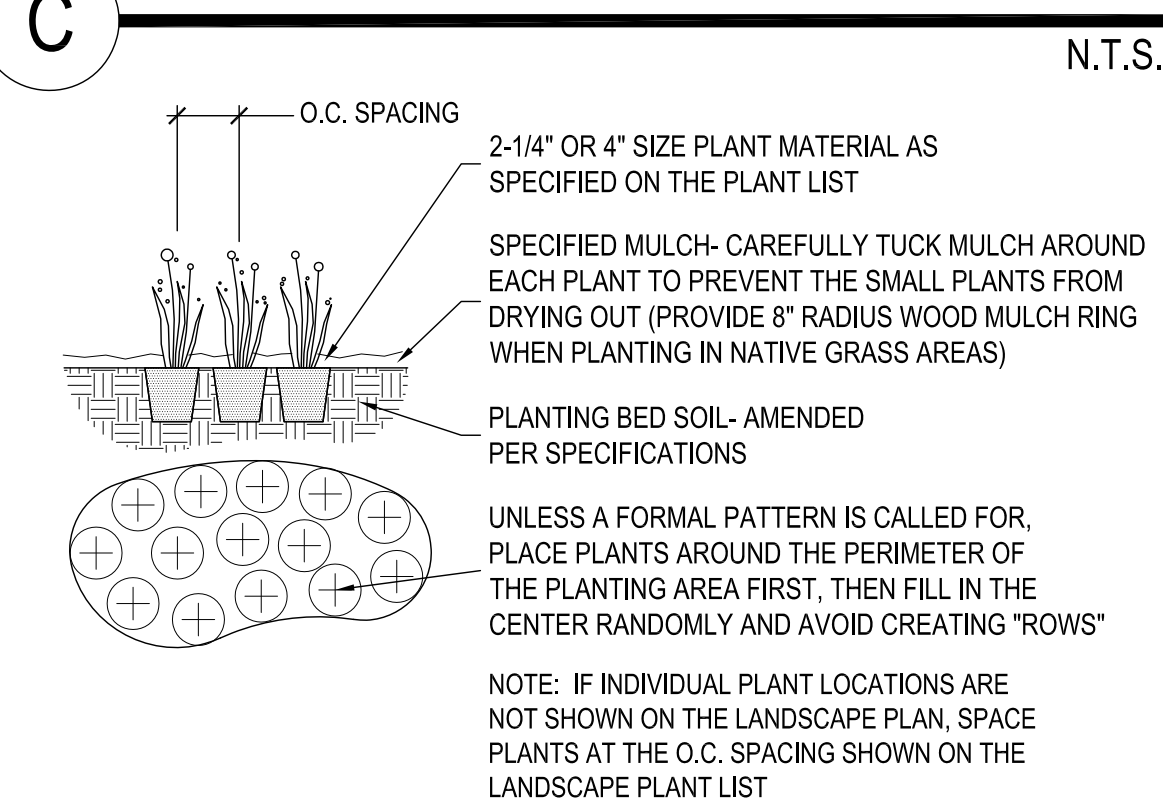 C
N.T.S.
O.C. SPACING
2-1/4" OR 4" SIZE PLANT MATERIAL AS
SPECIFIED ON THE PLANT LIST
SPECIFIED MULCH- CAREFULLY TUCK MULCH AROUND
EACH PLANT TO PREVENT THE SMALL PLANTS FROM
DRYING OUT (PROVIDE 8" RADIUS WOOD MULCH RING
WHEN PLANTING IN NATIVE GRASS AREAS)
PLANTING BED SOIL- AMENDED
PER SPECIFICATIONS
UNLESS A FORMAL PATTERN IS CALLED FOR,
PLACE PLANTS AROUND THE PERIMETER OF
THE PLANTING AREA FIRST, THEN FILL IN THE
CENTER RANDOMLY AND AVOID CREATING "ROWS"
NOTE: IF INDIVIDUAL PLANT LOCATIONS ARE
NOT SHOWN ON THE LANDSCAPE PLAN, SPACE
PLANTS AT THE O.C. SPACING SHOWN ON THE
LANDSCAPE PLANT LIST